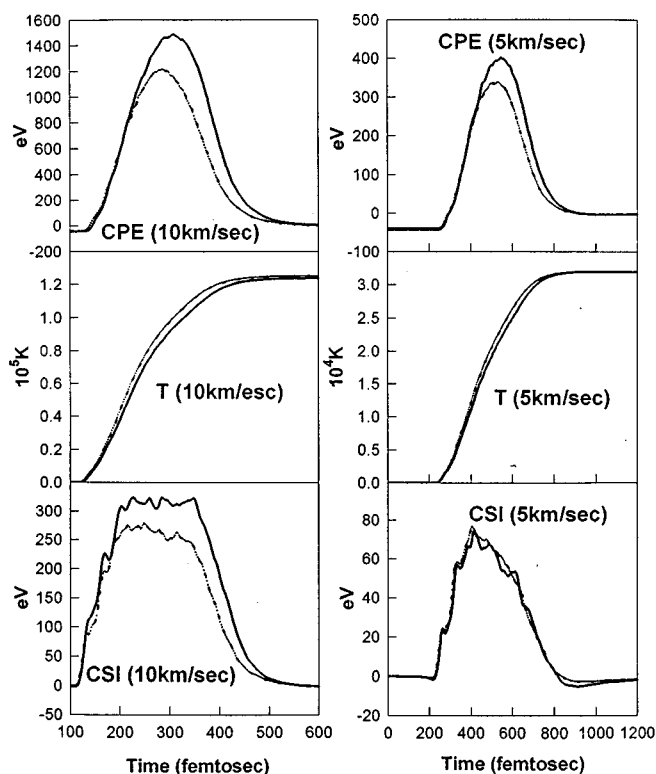 1600
1400
1200
1000
800
600
400
200
0
-200
eV
CPE (10km/sec)
500
400
300
200
100
0
-100
eV
CPE (5km/sec)
1.2
1.0
0.8
0.6
0.4
0.2
0.0
10⁵K
T (10km/esc)
3.0
2.5
2.0
1.5
1.0
0.5
0.0
10⁴K
T (5km/sec)
300
250
200
150
100
50
0
-50
eV
CSI (10km/sec)
100 200 300 400 500 600
Time (femtosec)
80
60
40
20
0
-20
eV
CSI (5km/sec)
0 200 400 600 800 1000 1200
Time (femtosec)